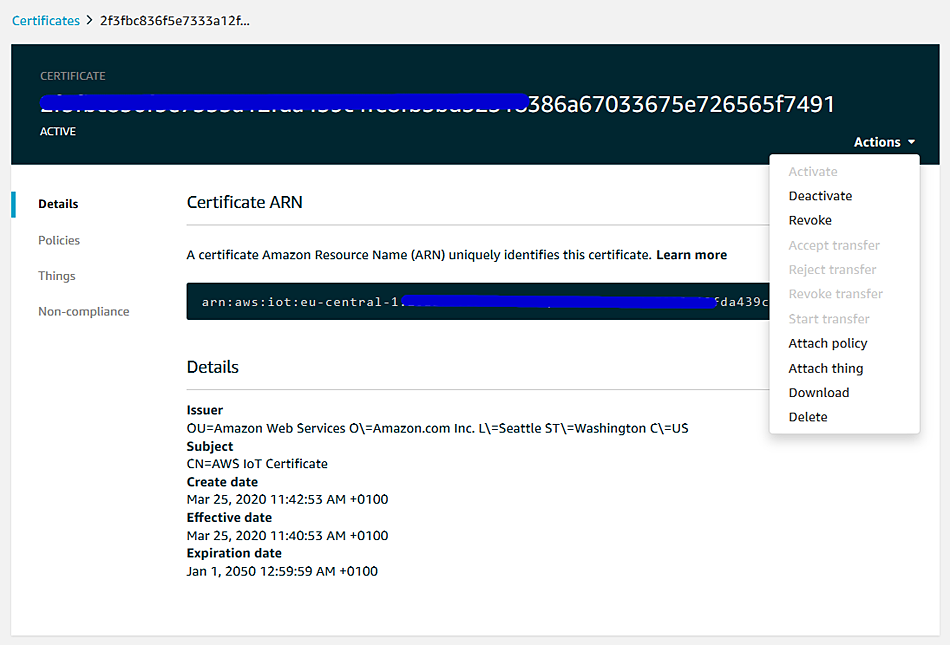 Certificates > 2f3fbc836f5e7333a12f...
CERTIFICATE
386a67033675e726565f7491
ACTIVE
Actions
Activate
Deactivate
Revoke
Accept transfer
Reject transfer
Revoke transfer
Start transfer
Attach policy
Attach thing
Download
Delete
Details
Policies
Things
Non-compliance
Certificate ARN
A certificate Amazon Resource Name (ARN) uniquely identifies this certificate. Learn more
arn:aws:iot:eu-central-1 da439c
Details
Issuer
OU=Amazon Web Services O\=Amazon.com Inc. L\=Seattle ST\=Washington C\=US
Subject
CN=AWS IoT Certificate
Create date
Mar 25, 2020 11:42:53 AM +0100
Effective date
Mar 25, 2020 11:40:53 AM +0100
Expiration date
Jan 1, 2050 12:59:59 AM +0100